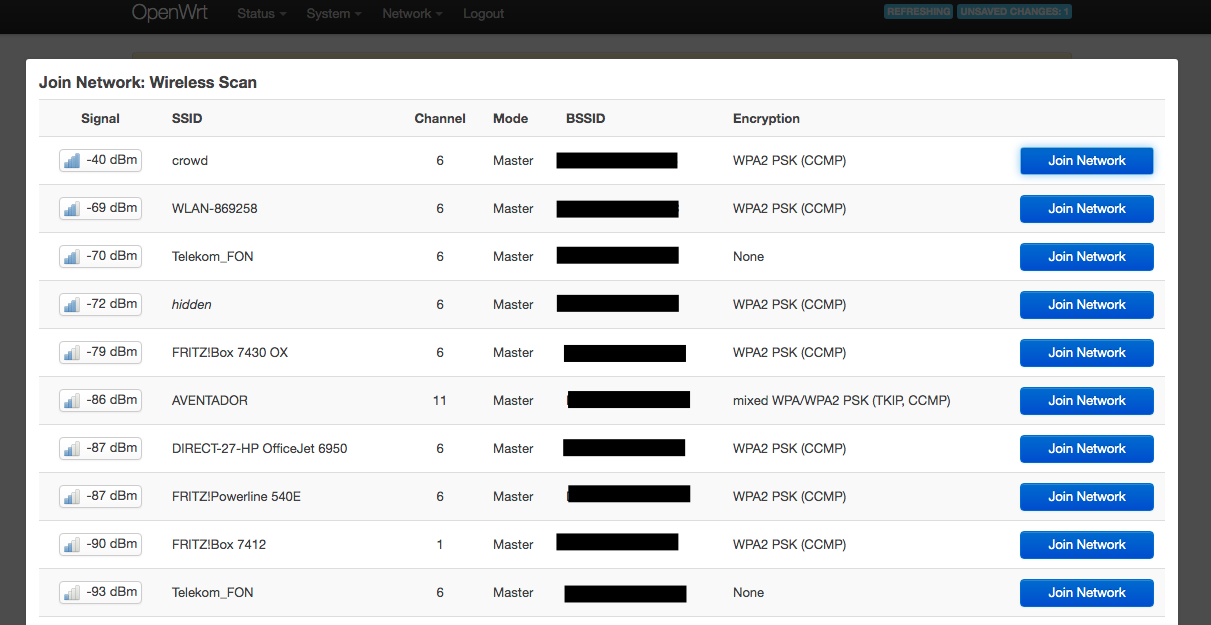 OpenWrt Status System Network Logout REFRESHING UNSAVED CHANGES: 1
Join Network: Wireless Scan
Signal SSID Channel Mode BSSID Encryption
-40 dBm crowd 6 Master WPA2 PSK (CCMP) Join Network
-69 dBm WLAN-869258 6 Master WPA2 PSK (CCMP) Join Network
-70 dBm Telekom_FON 6 Master None Join Network
-72 dBm hidden 6 Master WPA2 PSK (CCMP) Join Network
-79 dBm FRITZ!Box 7430 OX 6 Master WPA2 PSK (CCMP) Join Network
-86 dBm AVENTADOR 11 Master mixed WPA/WPA2 PSK (TKIP, CCMP) Join Network
-87 dBm DIRECT-27-HP OfficeJet 6950 6 Master WPA2 PSK (CCMP) Join Network
-87 dBm FRITZ!Powerline 540E 6 Master WPA2 PSK (CCMP) Join Network
-90 dBm FRITZ!Box 7412 1 Master WPA2 PSK (CCMP) Join Network
-93 dBm Telekom_FON 6 Master None Join Network